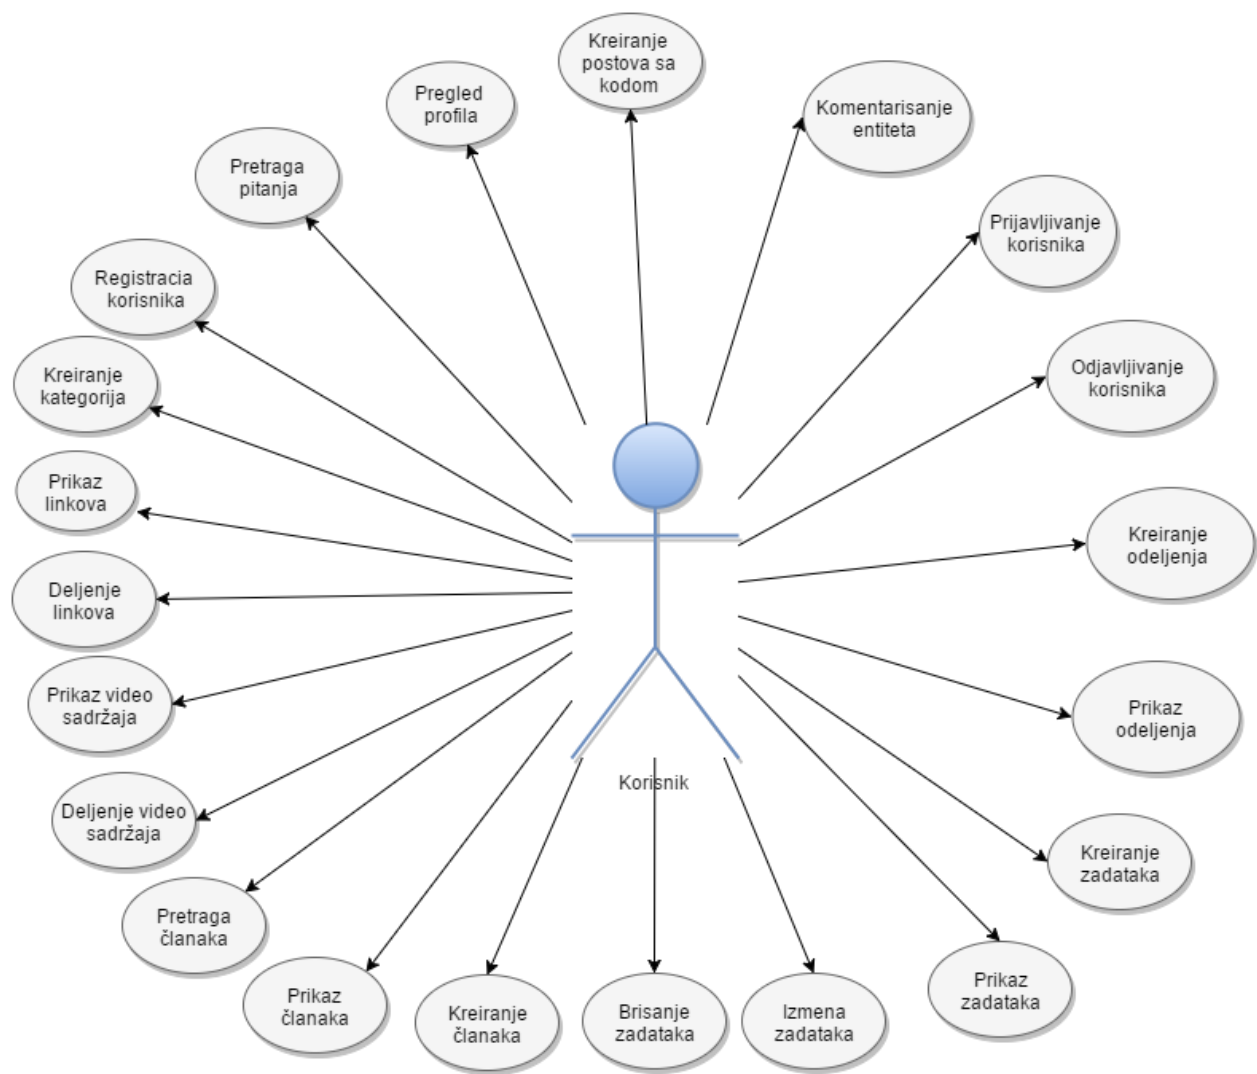 Kreiranje
postova sa
kodom
Pregled
profila
Komentarisanje
entiteta
Pretraga
pitanja
Prijavljivanje
korisnika
Registracia
korisnika
Odjavljivanje
korisnika
Kreiranje
kategorija
Prikaz
linkova
Kreiranje
odeljenja
Deljenje
linkova
Prikaz video
sadržaja
Prikaz
odeljenja
Korisnik
Deljenje video
sadržaja
Kreiranje
zadataka
Pretraga
članaka
Prikaz
zadataka
Prikaz
članaka
Kreiranje
članaka
Brisanje
zadataka
Izmena
zadataka